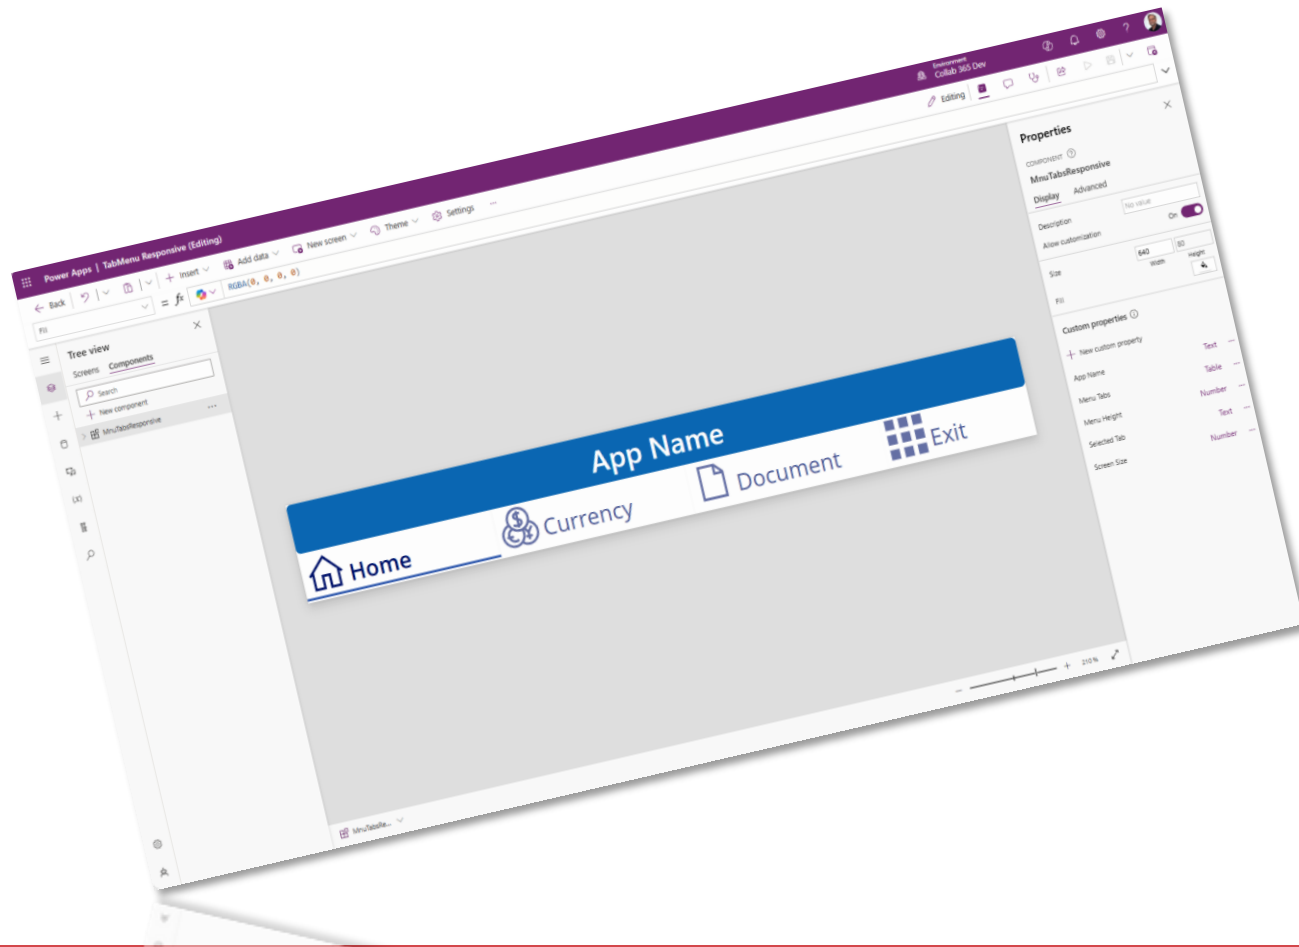 Environment
Collab 365 Dev
Power Apps | TabMenu Responsive (Editing)
Back
Insert
Add data
New screen
Theme
Settings
...
Editing
Fill
=
fx
RGBA(0, 0, 0, 0)
Tree view
Screens
Components
Search
New component
MnuTabsResponsive
...
App Name
Home
Currency
Document
Exit
Properties
COMPONENT
MnuTabsResponsive
Display
Advanced
Description
No value
Allow customization
On
Size
640
80
Width
Height
Fill
Custom properties
New custom property
App Name
Text
Menu Tabs
Table
Menu Height
Number
Selected Tab
Text
Screen Size
Number
MnuTabsRe...
210 %